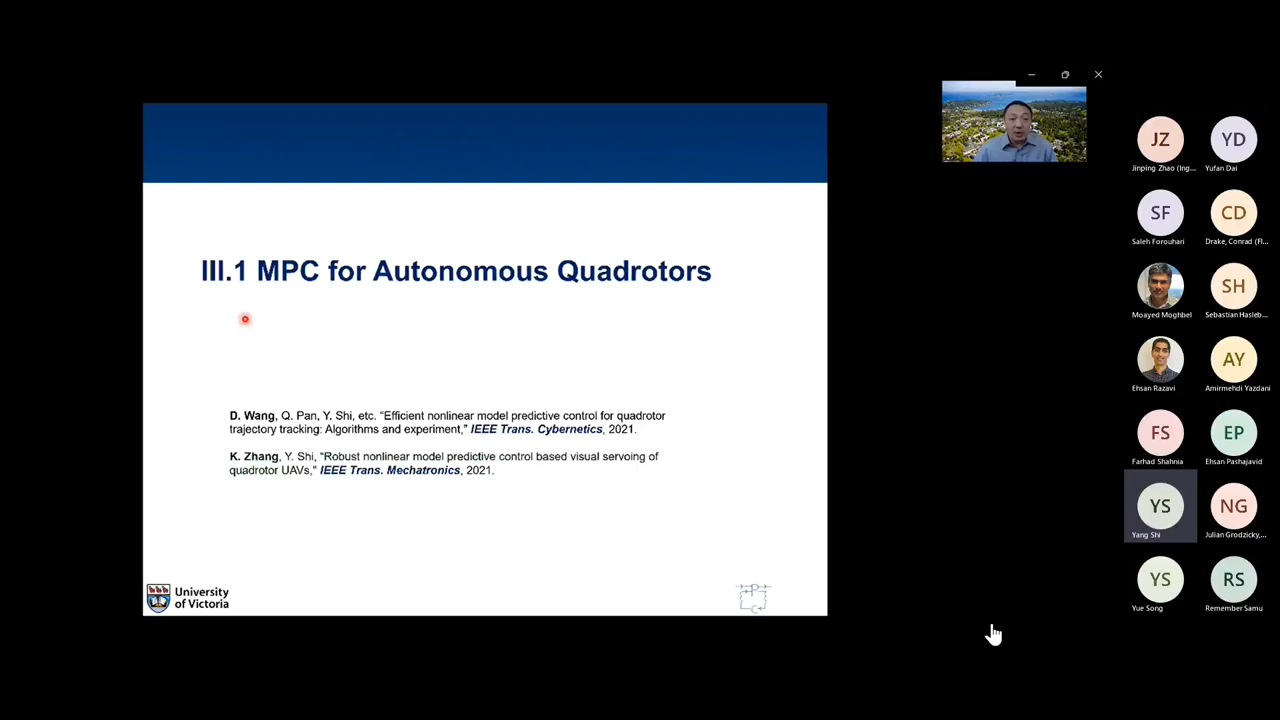 III.1 MPC for Autonomous Quadrotors
D. Wang, Q. Pan, Y. Shi, etc. “Efficient nonlinear model predictive control for quadrotor
trajectory tracking: Algorithms and experiment,” IEEE Trans. Cybernetics, 2021.
K. Zhang, Y. Shi, “Robust nonlinear model predictive control based visual servoing of
quadrotor UAVs,” IEEE Trans. Mechatronics, 2021.
University
of Victoria
P
C
JZ
YD
Jinping Zhao (Ing...
Yufan Dai
SF
CD
Saleh Forouhari
Drake, Conrad (Fl...
SH
Moayed Moghbel
Sebastian Hasleb...
AY
Ehsan Razavi
Amirmehdi Yazdani
FS
EP
Farhad Shahnia
Ehsan Pashajavid
YS
NG
Yang Shi
Julian Grodzicky,...
YS
RS
Yue Song
Remember Samu